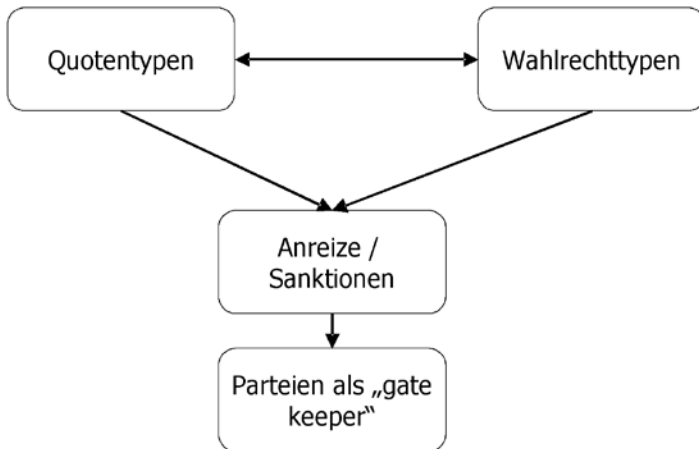 Quotentypen
Wahlrechttypen
Anreize /
Sanktionen
Parteien als „gate
keeper“